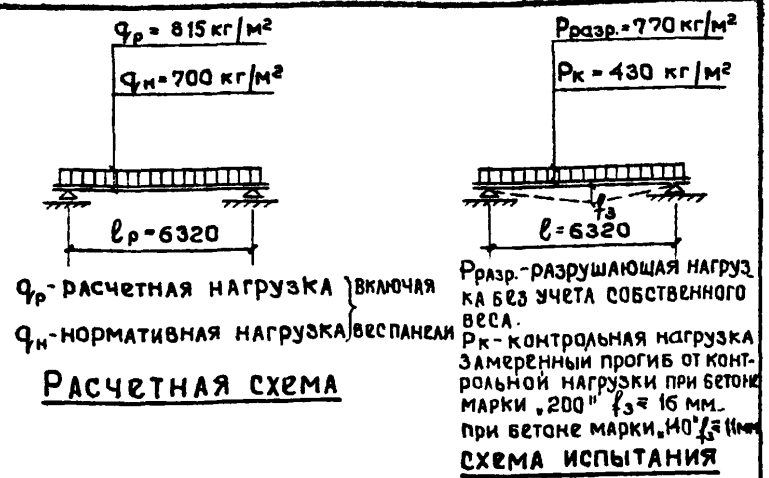 qр = 815 кг/м²
qн = 700 кг/м²
ℓр = 6320
qр - РАСЧЕТНАЯ НАГРУЗКА } ВКЛЮЧАЯ
qн - НОРМАТИВНАЯ НАГРУЗКА } ВЕС ПАНЕЛИ
РАСЧЕТНАЯ СХЕМА
Рразр. = 770 кг/м²
Рк = 430 кг/м²
f₃
ℓ = 6320
Рразр. - РАЗРУШАЮЩАЯ НАГРУЗ
КА БЕЗ УЧЕТА СОБСТВЕННОГО
ВЕСА.
Рк - КОНТРОЛЬНАЯ НАГРУЗКА
ЗАМЕРЕННЫЙ ПРОГИБ ОТ КОНТ-
РОЛЬНОЙ НАГРУЗКИ ПРИ БЕТОНЕ
МАРКИ „200" f₃ = 16 мм.
ПРИ БЕТОНЕ МАРКИ „140" f₃ = 11мм
СХЕМА ИСПЫТАНИЯ